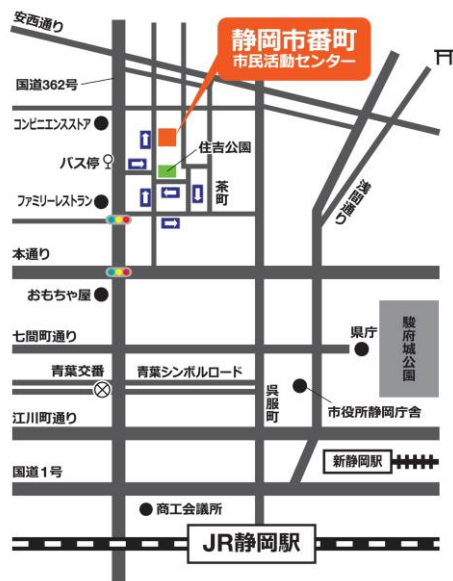 安西通り
静岡市番町
市民活動センター
国道362号
コンビニエンスストア
住吉公園
バス停
茶町
ファミリーレストラン
浅間通り
本通り
おもちゃ屋
七間町通り
県庁
駿府城公園
青葉交番
青葉シンボルロード
呉服町
市役所静岡庁舎
江川町通り
新静岡駅
国道1号
商工会議所
JR静岡駅